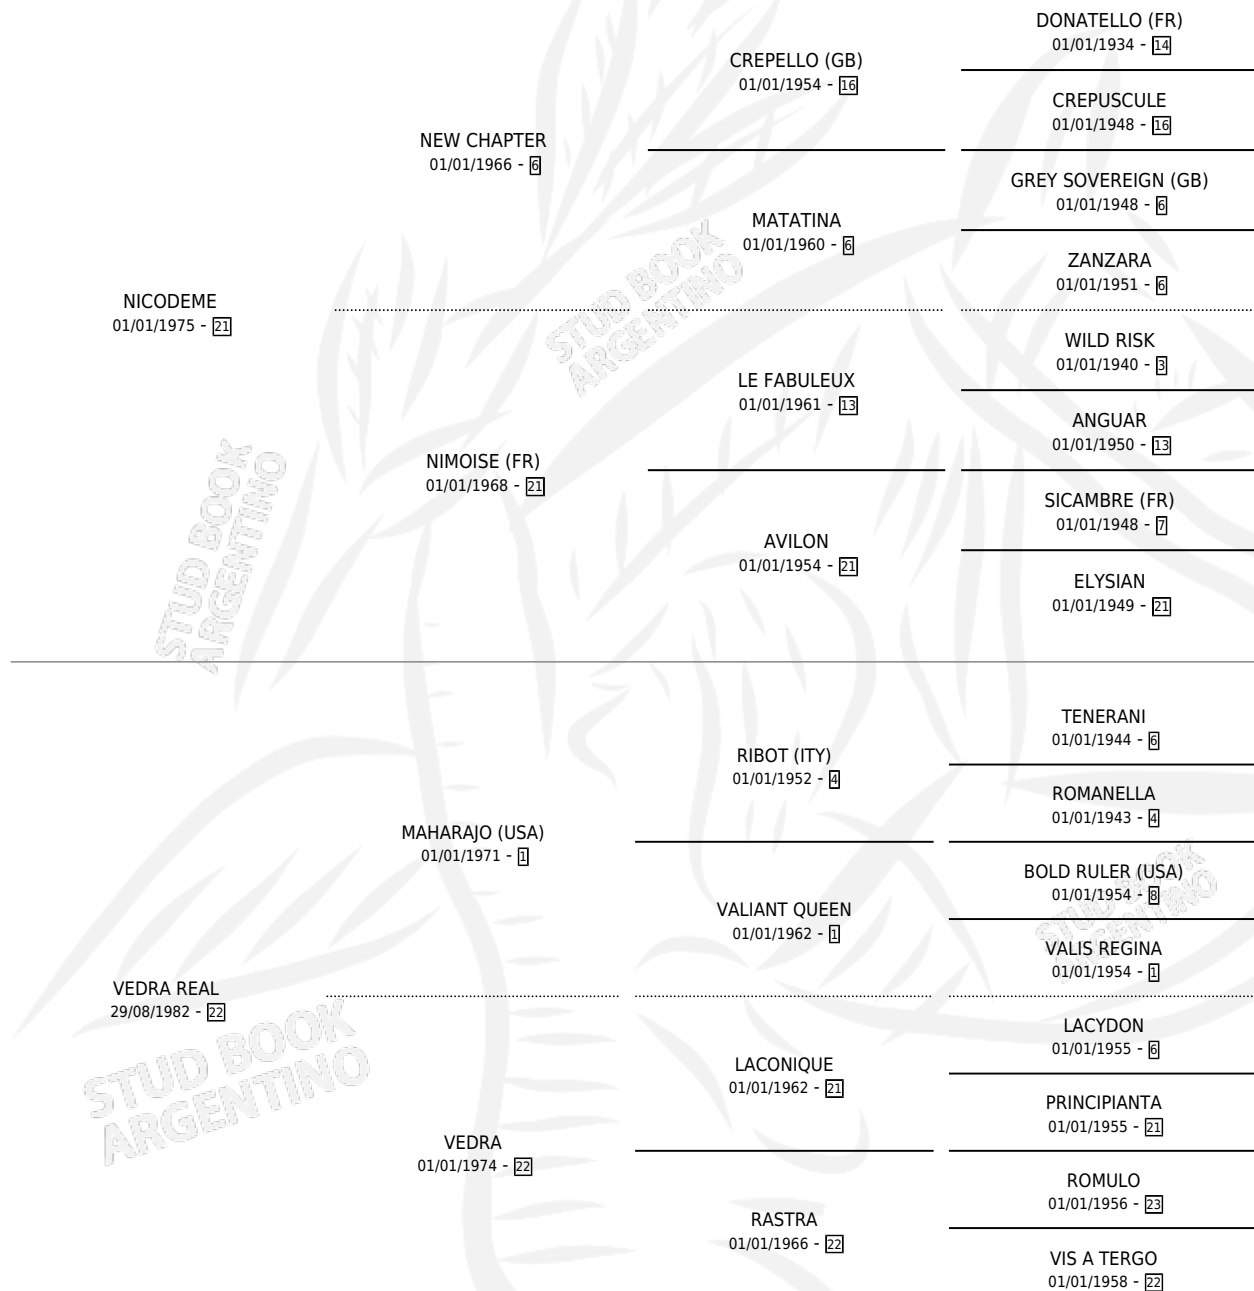 DONATELLO (FR)
01/01/1934 - 14
CREPELLO (GB)
01/01/1954 - 16
CREPUSCULE
01/01/1948 - 16
NEW CHAPTER
01/01/1966 - 6
GREY SOVEREIGN (GB)
01/01/1948 - 6
MATATINA
01/01/1960 - 6
ZANZARA
01/01/1951 - 6
NICODEME
01/01/1975 - 21
WILD RISK
01/01/1940 - 3
LE FABULEUX
01/01/1961 - 13
ANGUAR
01/01/1950 - 13
NIMOISE (FR)
01/01/1968 - 21
SICAMBRE (FR)
01/01/1948 - 7
AVILON
01/01/1954 - 21
ELYSIAN
01/01/1949 - 21
STUD BOOK
ARGENTINO
STUD BOOK
ARGENTINO
TENERANI
01/01/1944 - 6
RIBOT (ITY)
01/01/1952 - 4
ROMANELLA
01/01/1943 - 4
MAHARAJO (USA)
01/01/1971 - 1
BOLD RULER (USA)
01/01/1954 - 8
VALIANT QUEEN
01/01/1962 - 1
VALIS REGINA
01/01/1954 - 1
STUD BOOK
ARGENTINO
VEDRA REAL
29/08/1982 - 22
LACYDON
01/01/1955 - 6
LACONIQUE
01/01/1962 - 21
PRINCIPIANTA
01/01/1955 - 21
VEDRA
01/01/1974 - 22
ROMULO
01/01/1956 - 23
RASTRA
01/01/1966 - 22
VIS A TERGO
01/01/1958 - 22
STUD BOOK
ARGENTINO